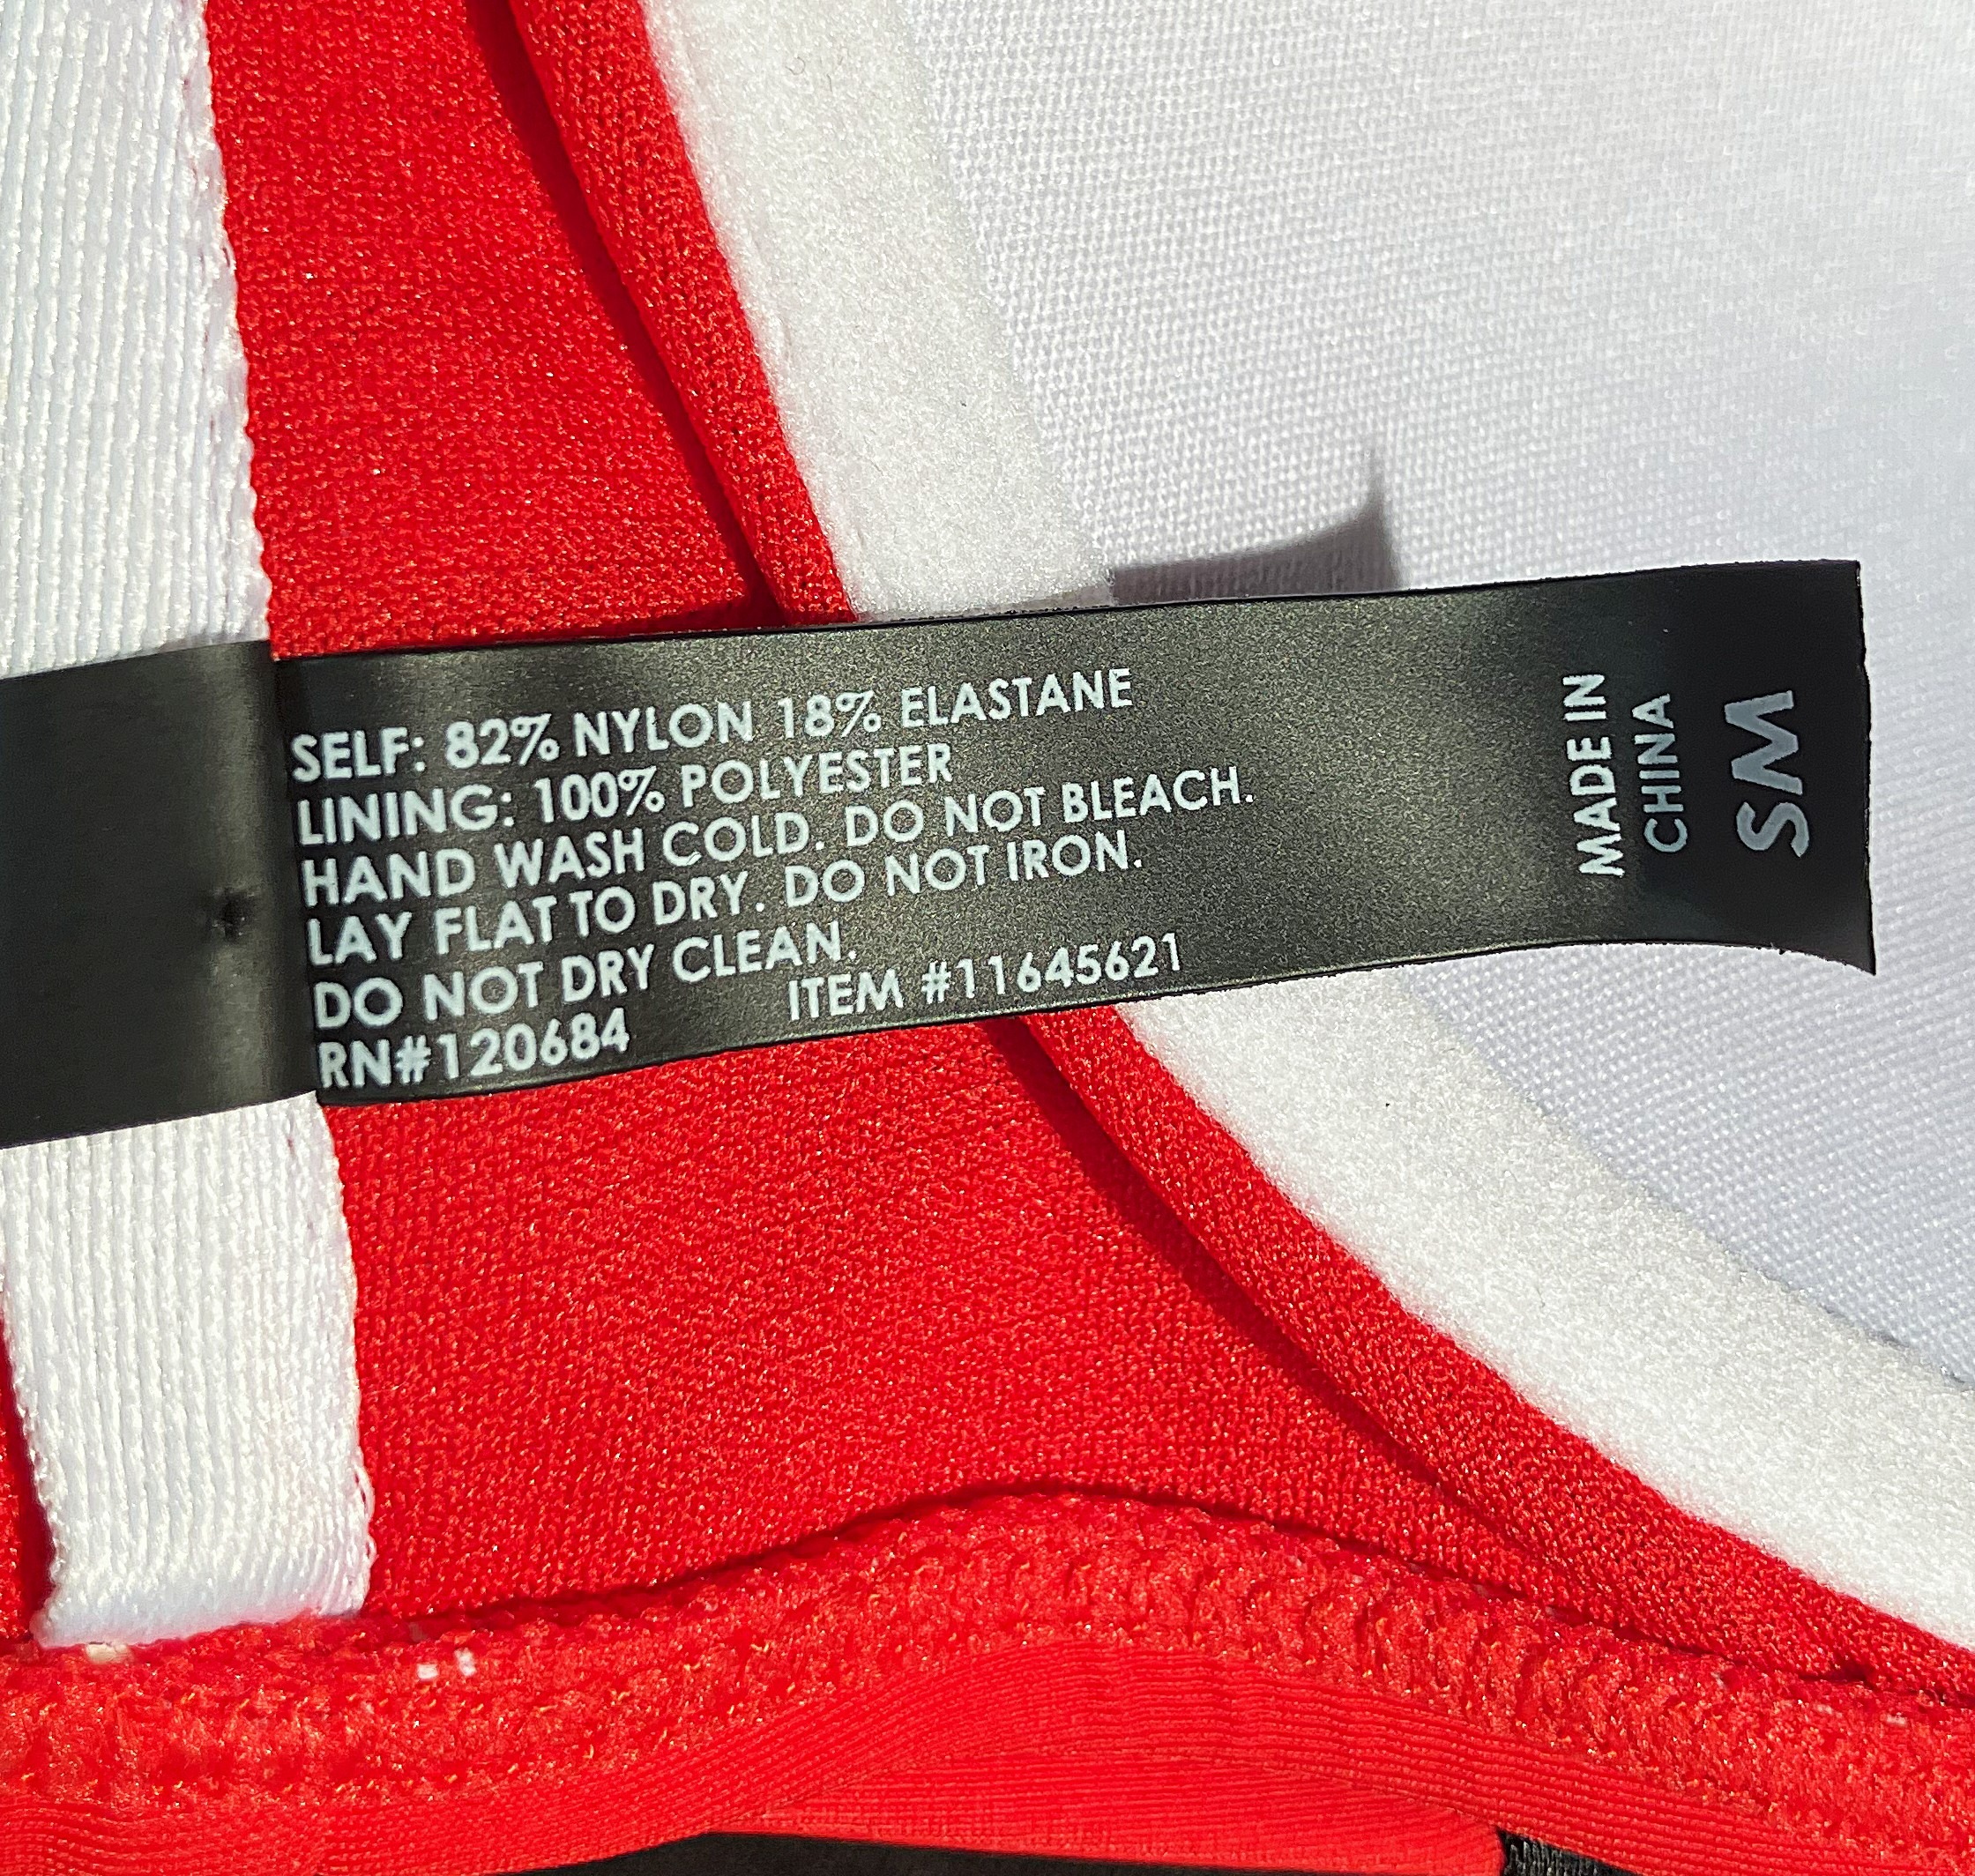 SELF: 82% NYLON 18% ELASTANE
LINING: 100% POLYESTER
HAND WASH COLD. DO NOT BLEACH.
LAY FLAT TO DRY. DO NOT IRON.
DO NOT DRY CLEAN.
RN#120684 ITEM #11645621
MADE IN
CHINA
SM